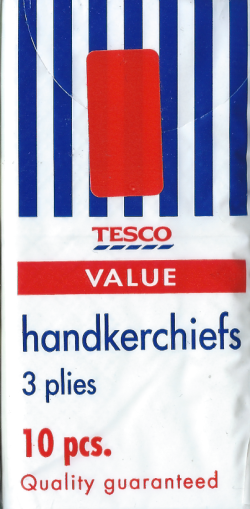 TESCO
VALUE
handkerchiefs
3 plies
10 pcs.
Quality guaranteed